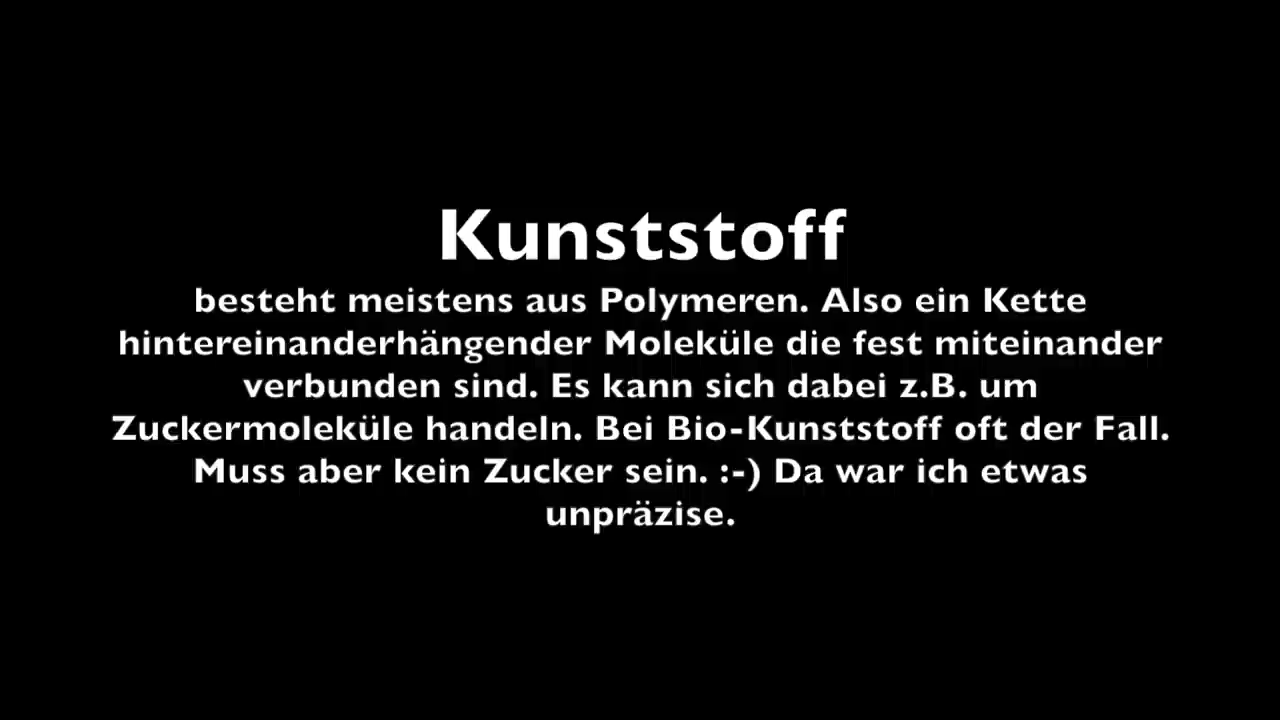 Kunststoff
besteht meistens aus Polymeren. Also ein Kette
hintereinanderhängender Moleküle die fest miteinander
verbunden sind. Es kann sich dabei z.B. um
Zuckermoleküle handeln. Bei Bio-Kunststoff oft der Fall.
Muss aber kein Zucker sein. :-) Da war ich etwas
unpräzise.